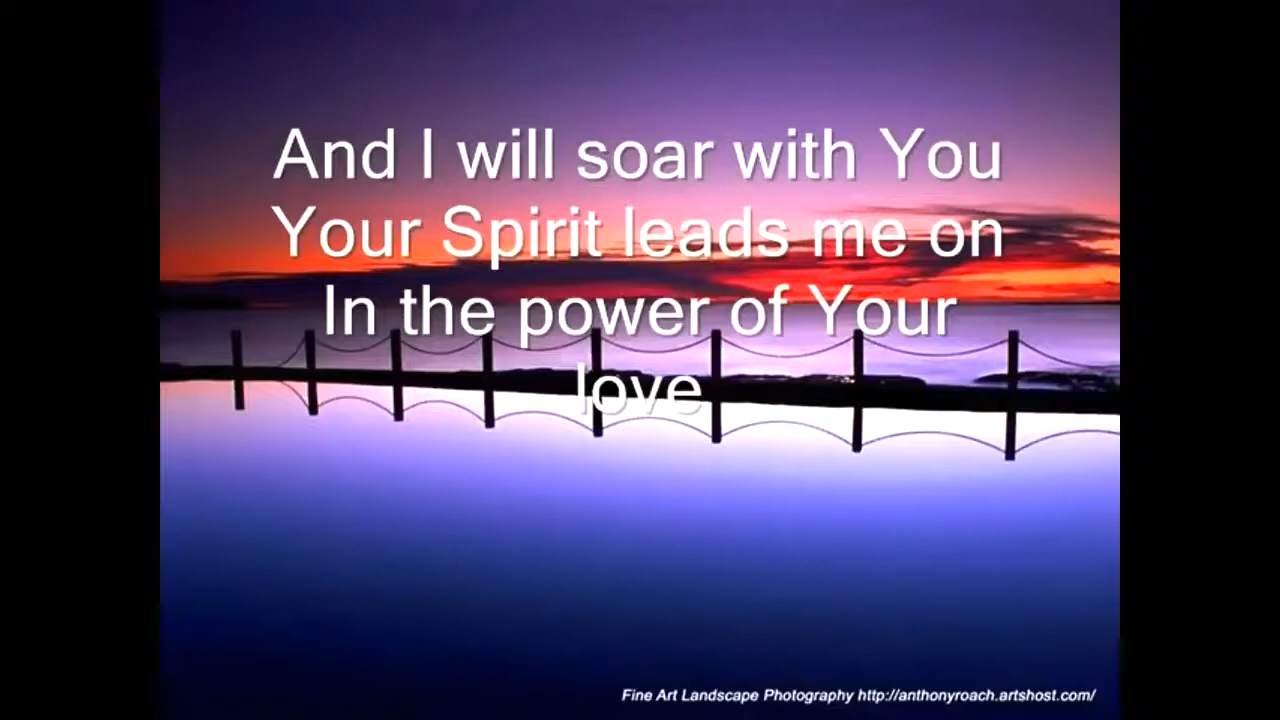 And I will soar with You
Your Spirit leads me on
In the power of Your
love
Fine Art Landscape Photography http://anthonyroach.artshost.com/